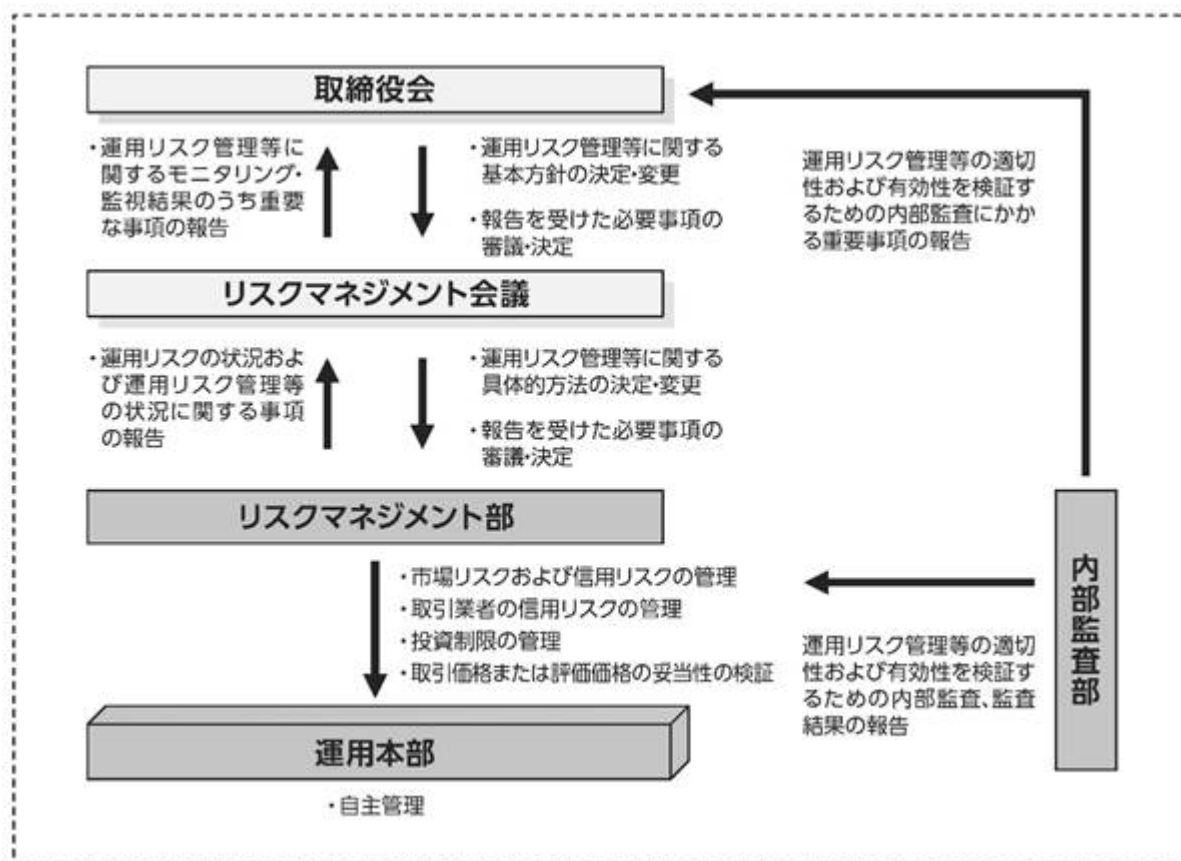 取締役会
・運用リスク管理等に
関するモニタリング・
監視結果のうち重要
な事項の報告
・運用リスク管理等に関する
基本方針の決定・変更
・報告を受けた必要事項の
審議・決定
運用リスク管理等の適切
性および有効性を検証す
るための内部監査にかか
る重要事項の報告
リスクマネジメント会議
・運用リスクの状況およ
び運用リスク管理等
の状況に関する事項
の報告
・運用リスク管理等に関する
具体的方法の決定・変更
・報告を受けた必要事項の
審議・決定
リスクマネジメント部
・市場リスクおよび信用リスクの管理
・取引業者の信用リスクの管理
・投資制限の管理
・取引価格または評価価格の妥当性の検証
運用リスク管理等の適切
性および有効性を検証す
るための内部監査、監査
結果の報告
内部監査部
運用本部
・自主管理